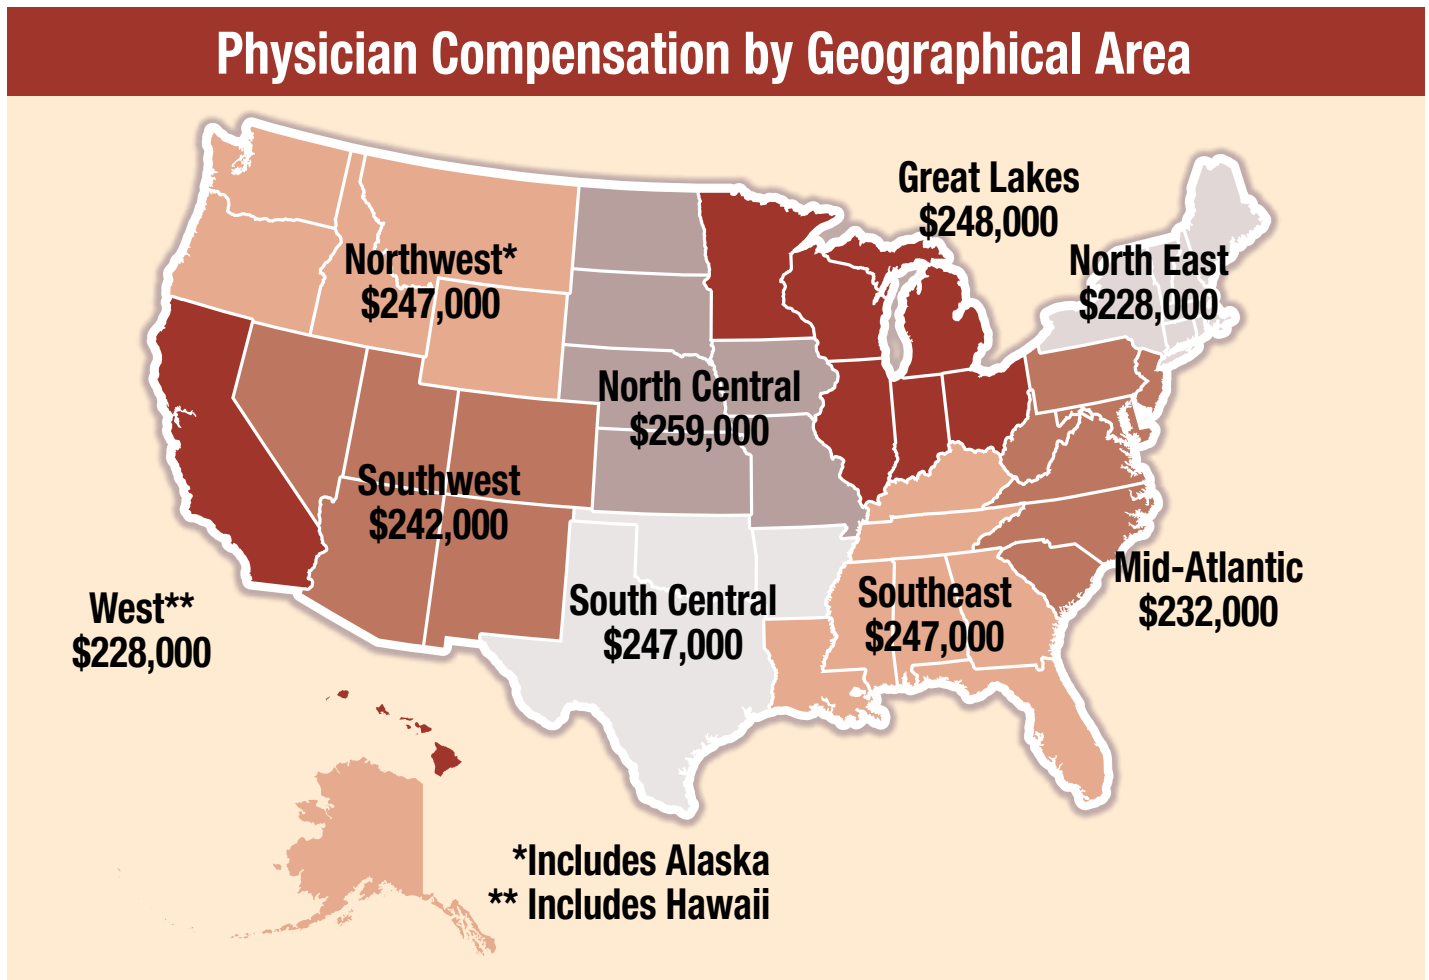 Physician Compensation by Geographical Area
Great Lakes
$248,000
North East
$228,000
Northwest*
$247,000
North Central
$259,000
Southwest
$242,000
Mid-Atlantic
$232,000
South Central
$247,000
Southeast
$247,000
West**
$228,000
*Includes Alaska
** Includes Hawaii